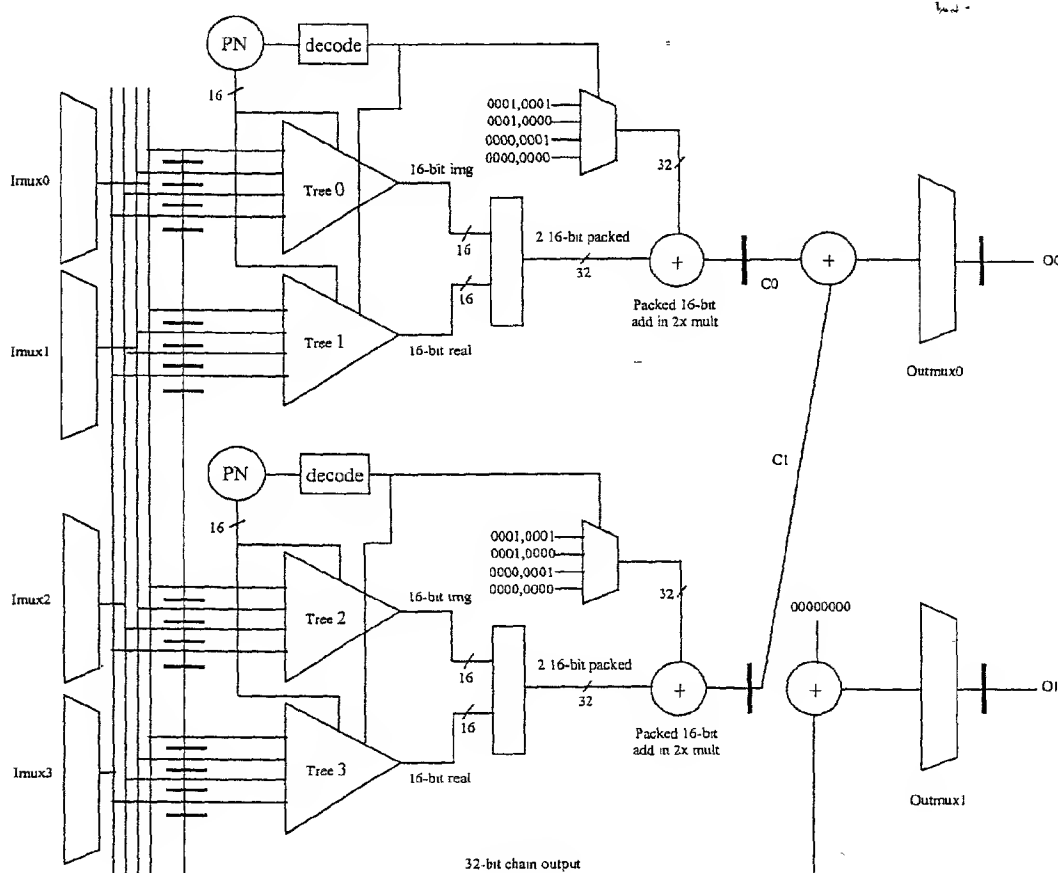 PN
decode
16
0001,0001
0001,0000
0000,0001
0000,0000
32
Imux0
Tree 0
16-bit img
16
2 16-bit packed
32
+
C0
+
O0
Packed 16-bit
add in 2x mult
16
Imux1
Tree 1
16-bit real
Outmux0
C1
PN
decode
16
0001,0001
0001,0000
0000,0001
0000,0000
32
Imux2
Tree 2
16-bit img
00000000
16
2 16-bit packed
32
+
+
O1
Packed 16-bit
add in 2x mult
16
Imux3
Tree 3
16-bit real
Outmux1
32-bit chain output